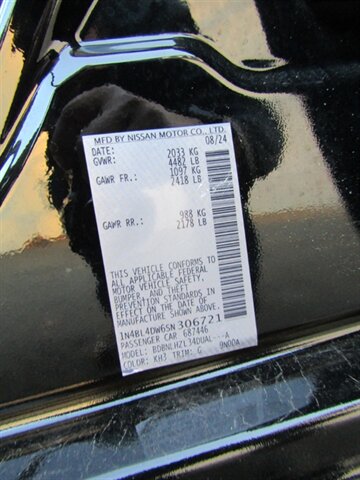 MFD BY NISSAN MOTOR CO., LTD.
DATE: 08/24
GVWR: 2033 KG
4482 LB
GAWR FR.: 1097 KG
2418 LB
GAWR RR.: 988 KG
2178 LB
THIS VEHICLE CONFORMS TO
ALL APPLICABLE FEDERAL
MOTOR VEHICLE SAFETY,
BUMPER, AND THEFT
PREVENTION STANDARDS IN
EFFECT ON THE DATE OF
MANUFACTURE SHOWN ABOVE.
1N4BL4DW6SN306721
PASSENGER CAR 687446
MODEL: BDBNLHZL34DUAL---A
COLOR: KH3 TRIM: G 9N00A